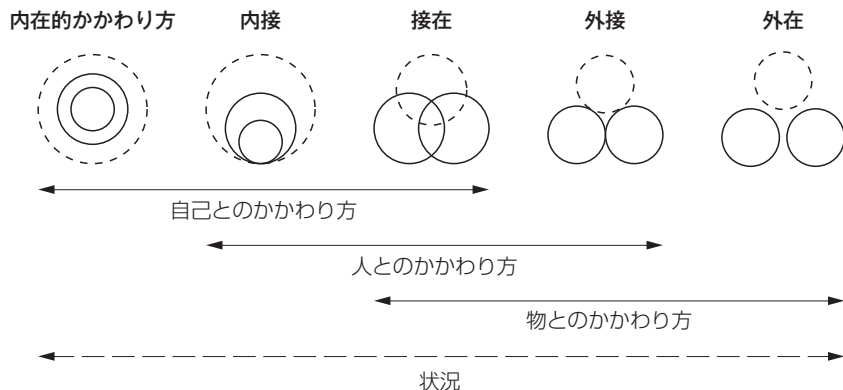 内在的かかわり方 内接 接在 外接 外在
自己とのかかわり方
人とのかかわり方
物とのかかわり方
状況